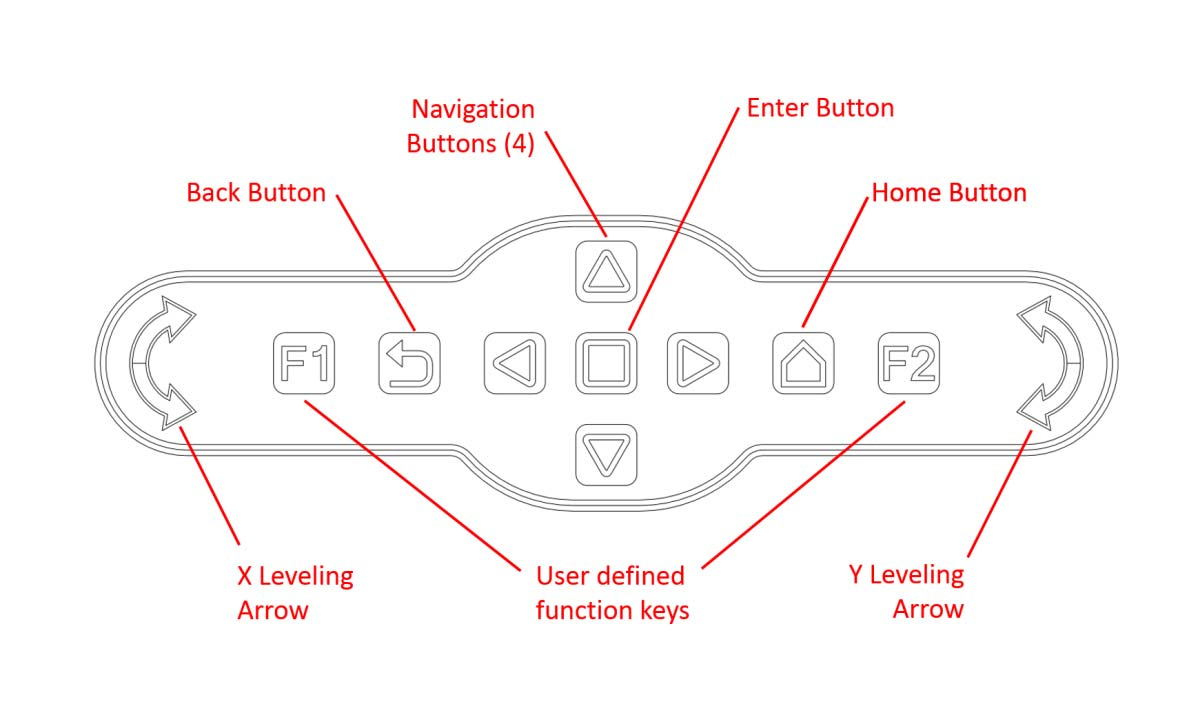 Navigation
Buttons (4)
Enter Button
Back Button
Home Button
F1
F2
X Leveling
Arrow
User defined
function keys
Y Leveling
Arrow